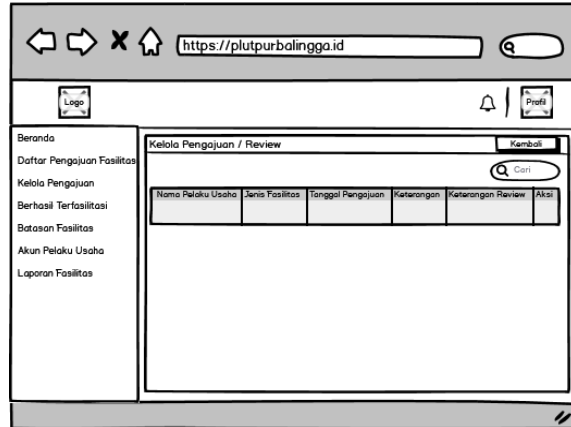 https://plutpurbalingga.id
Logo
Profil
Beranda
Daftar Pengajuan Fasilitas
Kelola Pengajuan
Berhasil Terfasilitasi
Batasan Fasilitas
Akun Pelaku Usaha
Laporan Fasilitas
Kelola Pengajuan / Review
Kembali
Cari
Nama Pelaku Usaha Jenis Fasilitas Tanggal Pengajuan Keterangan Keterangan Review Aksi